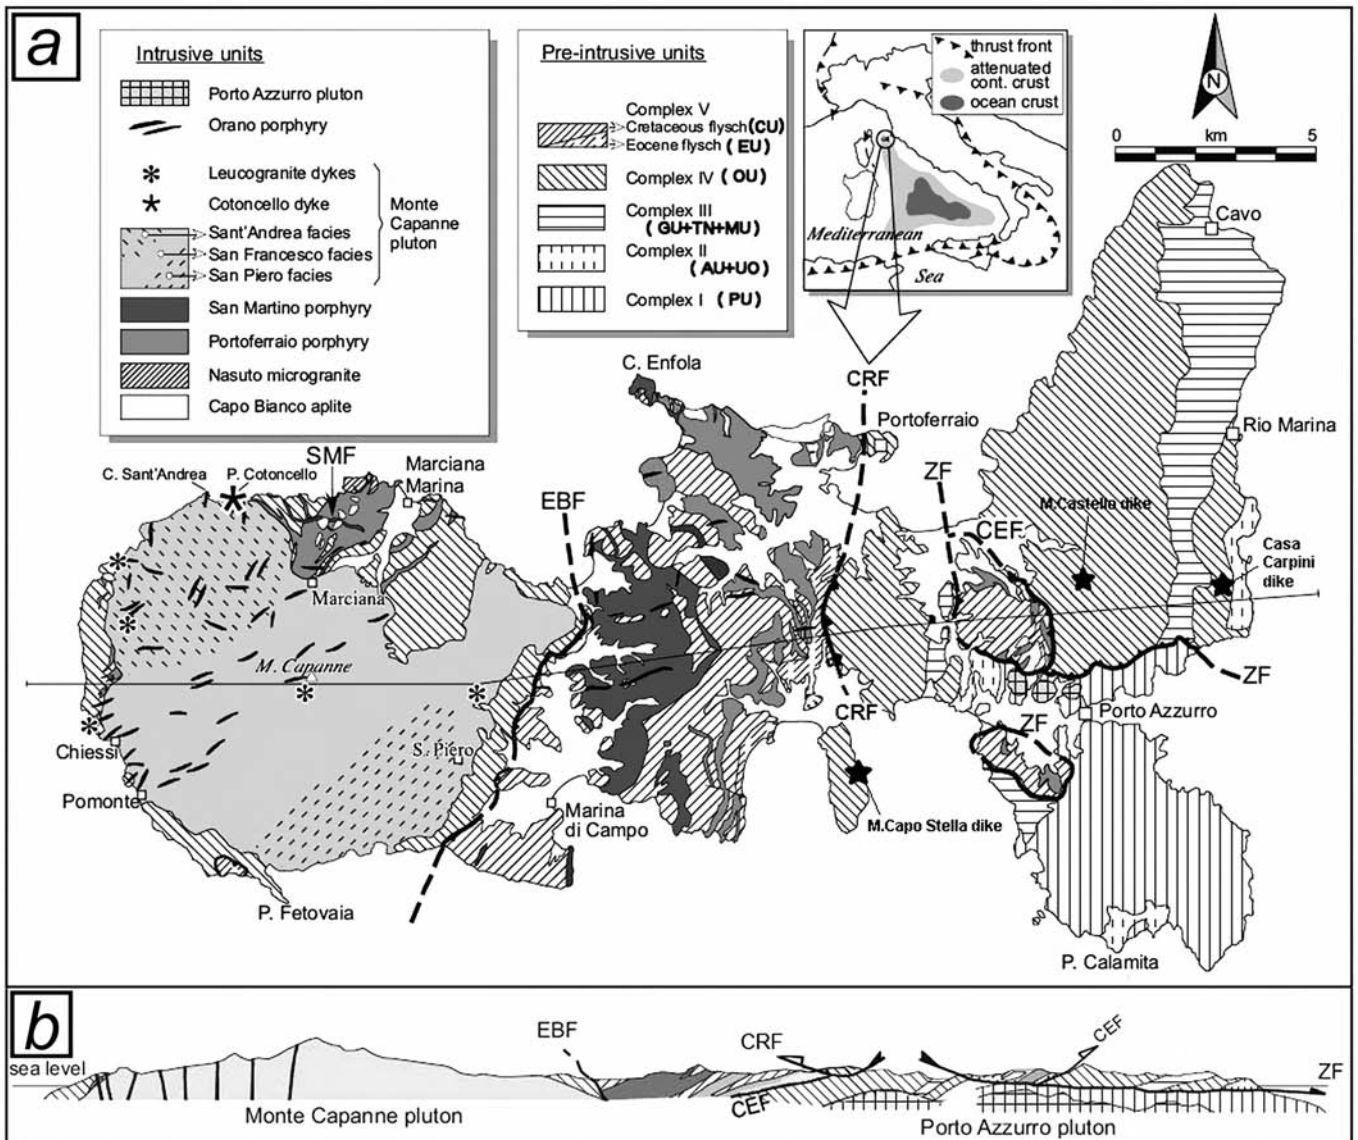 a
Intrusive units
Porto Azzurro pluton
Orano porphyry
Leucogranite dykes
Cotoncello dyke
Sant'Andrea facies
San Francesco facies
San Piero facies
Monte
Capanne
pluton
San Martino porphyry
Portoferraio porphyry
Nasuto microgranite
Capo Bianco aplite
Pre-intrusive units
Complex V
Cretaceous flysch (CU)
Eocene flysch (EU)
Complex IV (OU)
Complex III
(GU+TN+MU)
Complex II
(AU+UO)
Complex I (PU)
thrust front
attenuated
cont. crust
ocean crust
Mediterranean
Sea
N
0 km 5
Cavo
C. Enfola
CRF
Portoferraio
Rio Marina
SMF
C. Sant'Andrea
P. Cotoncello
Marciana
Marina
EBF
ZF
CEF
M.Castello dike
Casa
Carpini
dike
Marciana
M. Capanne
ZF
CRF
Porto Azzurro
ZF
Chiessi
S. Piero
Pomonte
Marina
di Campo
M.Capo Stella dike
P. Fetovaia
P. Calamita
b
sea level
EBF
CRF
CEF
ZF
CEF
Monte Capanne pluton
Porto Azzurro pluton